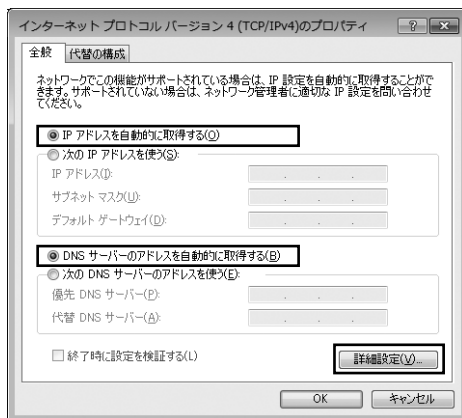 インターネット プロトコル バージョン 4 (TCP/IPv4)のプロパティ
全般 代替の構成
ネットワークでこの機能がサポートされている場合は、IP 設定を自動的に取得することがで
きます。サポートされていない場合は、ネットワーク管理者に適切な IP 設定を問い合わせ
てください。
IP アドレスを自動的に取得する(O)
次の IP アドレスを使う(S):
IP アドレス(I):
サブネット マスク(U):
デフォルト ゲートウェイ(D):
DNS サーバーのアドレスを自動的に取得する(B)
次の DNS サーバーのアドレスを使う(E):
優先 DNS サーバー(P):
代替 DNS サーバー(A):
終了時に設定を検証する(L)
詳細設定(V)...
OK キャンセル